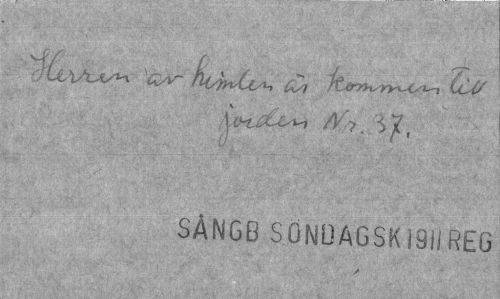 Herren av himlen är kommen till
jorden Nr. 37.
SÅNGB SÖNDAGSK 1911 REG